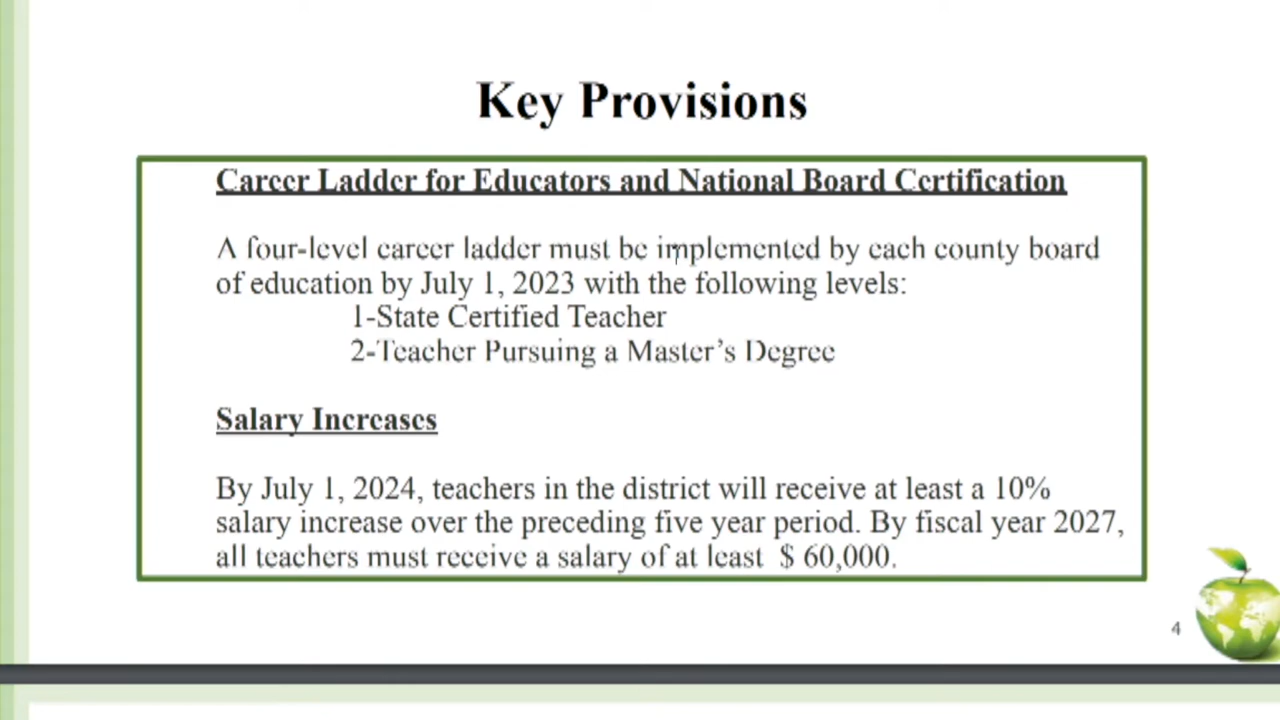 Key Provisions
Career Ladder for Educators and National Board Certification
A four-level career ladder must be implemented by each county board
of education by July 1, 2023 with the following levels:
1-State Certified Teacher
2-Teacher Pursuing a Master's Degree
Salary Increases
By July 1, 2024, teachers in the district will receive at least a 10%
salary increase over the preceding five year period. By fiscal year 2027,
all teachers must receive a salary of at least $ 60,000.
4